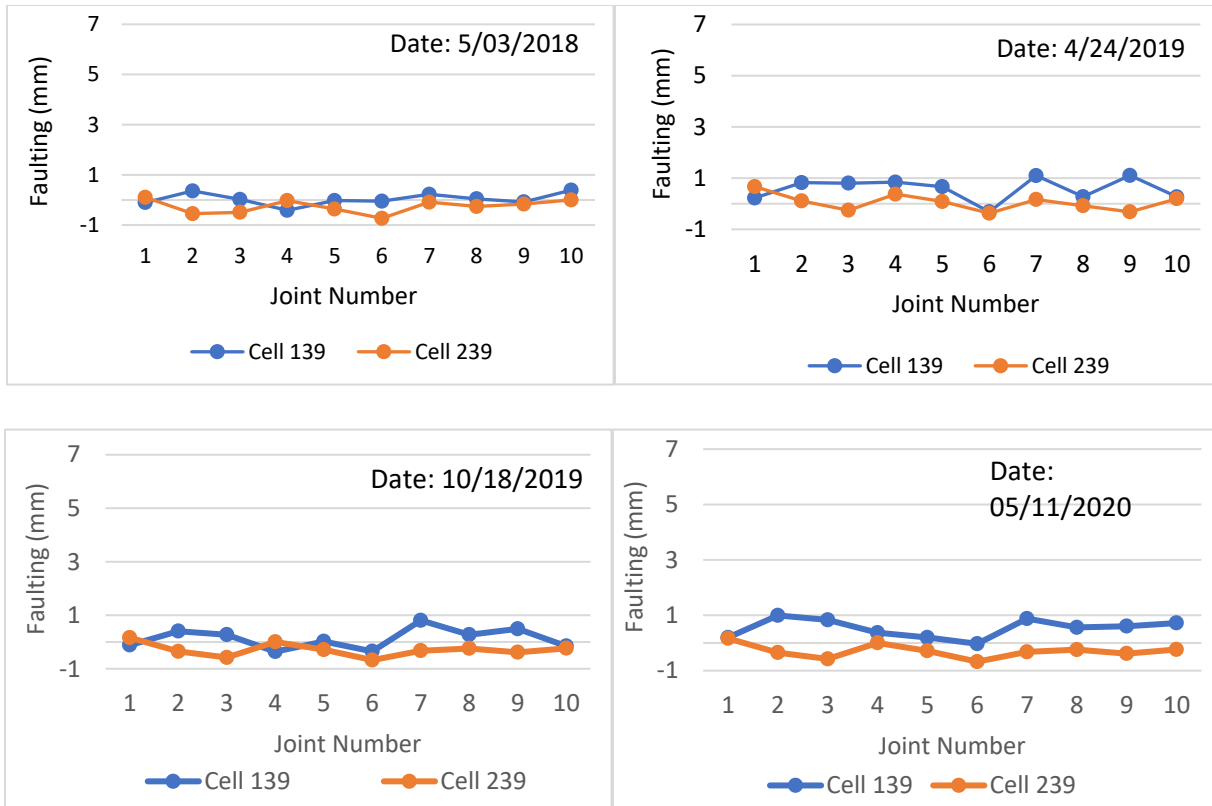 Date: 5/03/2018
Faulting (mm)
7
5
3
1
-1
1 2 3 4 5 6 7 8 9 10
Joint Number
Cell 139 Cell 239
Date: 4/24/2019
Faulting (mm)
7
5
3
1
-1
1 2 3 4 5 6 7 8 9 10
Joint Number
Cell 139 Cell 239
Date: 10/18/2019
Faulting (mm)
7
5
3
1
-1
1 2 3 4 5 6 7 8 9 10
Joint Number
Cell 139 Cell 239
Date:
05/11/2020
Faulting (mm)
7
5
3
1
-1
1 2 3 4 5 6 7 8 9 10
Joint Number
Cell 139 Cell 239